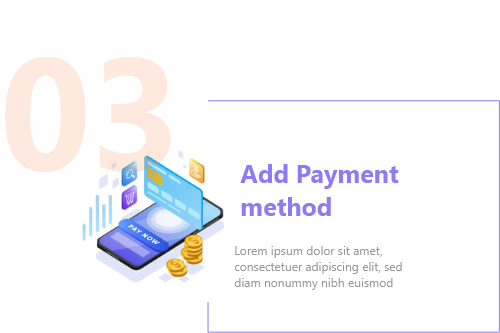 03
Add Payment
method
PAY NOW
Lorem ipsum dolor sit amet,
consectetuer adipiscing elit, sed
diam nonummy nibh euismod